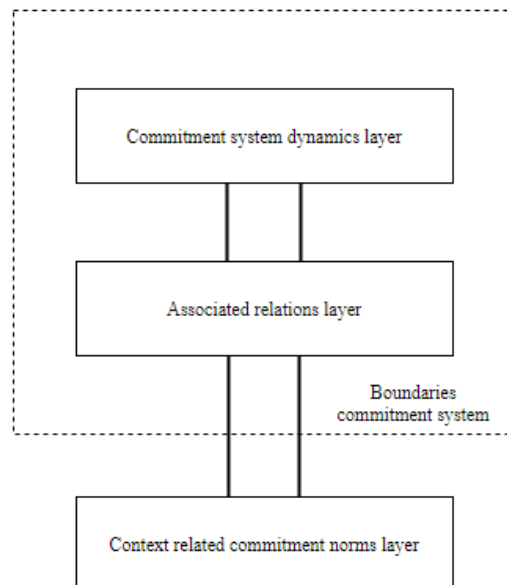 Commitment system dynamics layer
Associated relations layer
Boundaries
commitment system
Context related commitment norms layer